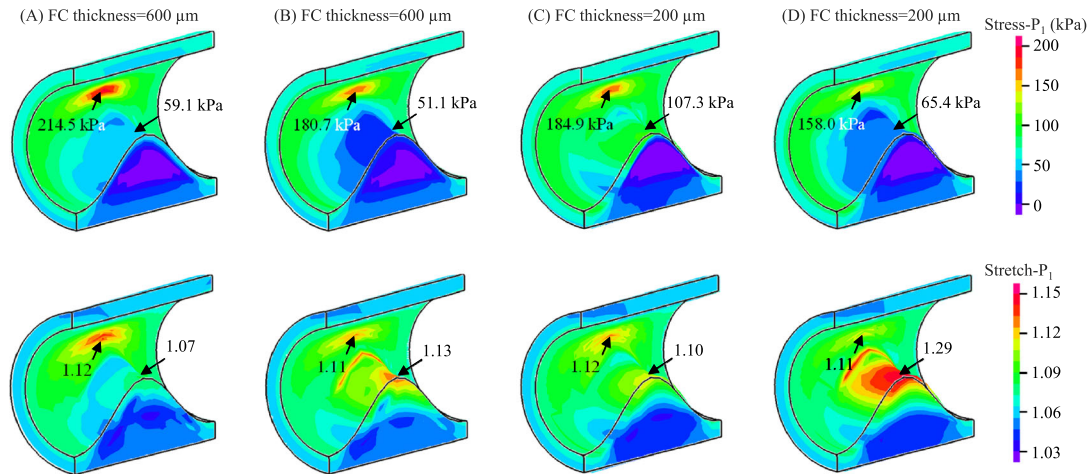 (A) FC thickness=600 µm
(B) FC thickness=600 µm
(C) FC thickness=200 µm
(D) FC thickness=200 µm
Stress-P1 (kPa)
200
150
100
50
0
59.1 kPa
214.5 kPa
51.1 kPa
180.7 kPa
107.3 kPa
184.9 kPa
65.4 kPa
158.0 kPa
Stretch-P1
1.15
1.12
1.09
1.06
1.03
1.07
1.12
1.13
1.11
1.10
1.12
1.29
1.11